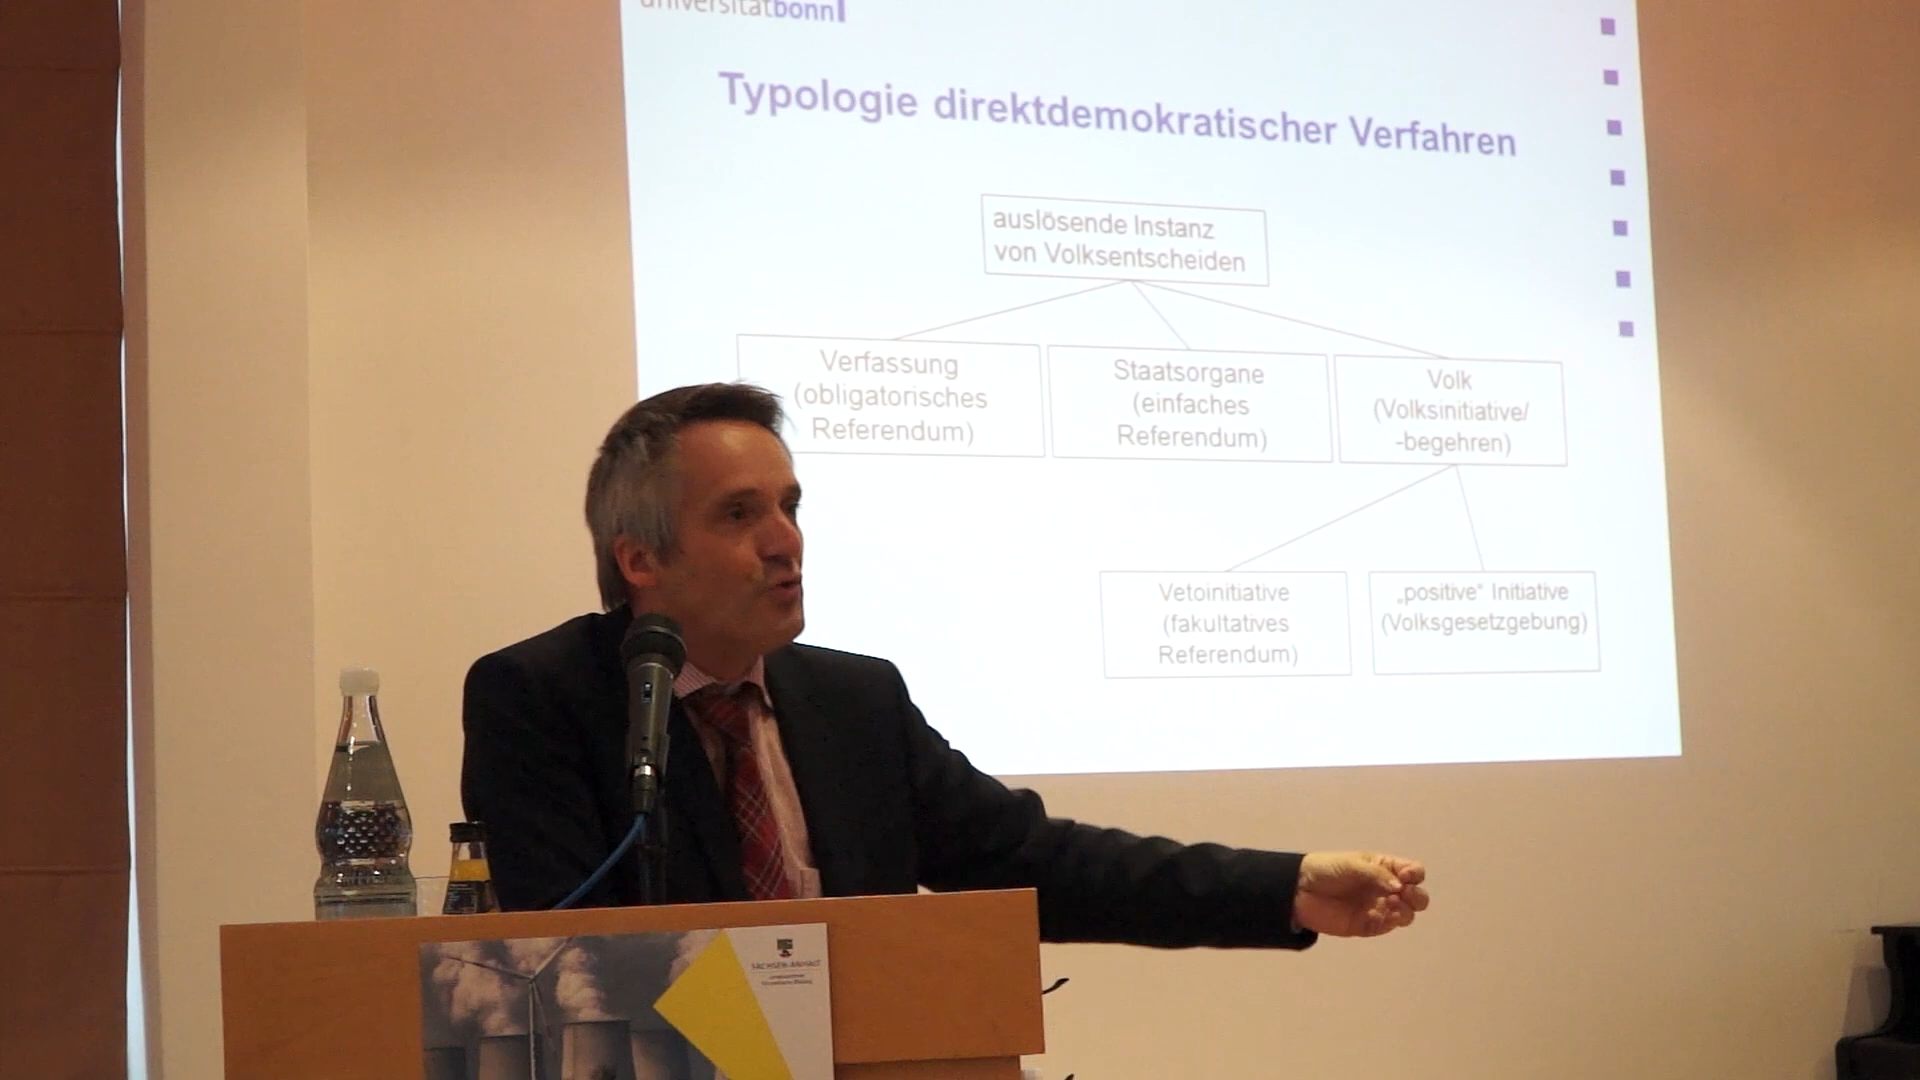 universitätbonn
Typologie direktdemokratischer Verfahren
auslösende Instanz
von Volksentscheiden
Verfassung
(obligatorisches
Referendum)
Staatsorgane
(einfaches
Referendum)
Volk
(Volksinitiative/
-begehren)
Vetoinitiative
(fakultatives
Referendum)
„positive“ Initiative
(Volksgesetzgebung)
SACHSEN-ANHALT